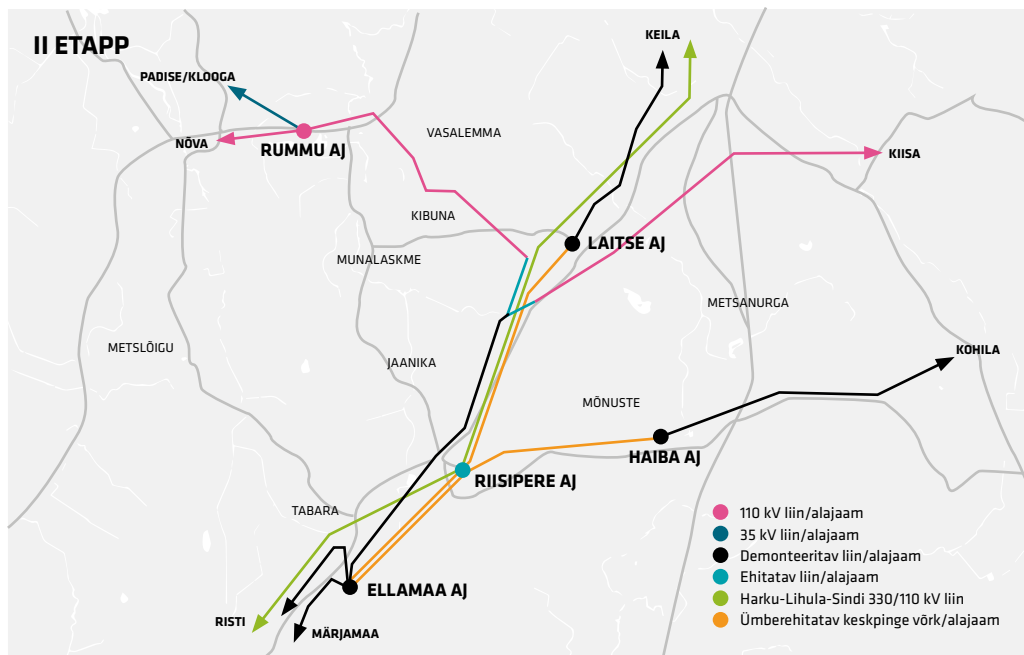 II ETAPP
KEILA
PADISE/KLOOGA
NÕVA
RUMMU AJ
VASALEMMA
KIISA
KIBUNA
LAITSE AJ
MUNALASKME
METSANURGA
METSLÕIGU
JAANIKA
KOHILA
MÕNUSTE
HAIBA AJ
RIISIPERE AJ
TABARA
ELLAMAA AJ
RISTI
MÄRJAMAA
110 kV liin/alajaam
35 kV liin/alajaam
Demonteeritav liin/alajaam
Ehitatav liin/alajaam
Harku-Lihula-Sindi 330/110 kV liin
Ümberehitatav keskpinge võrk/alajaam